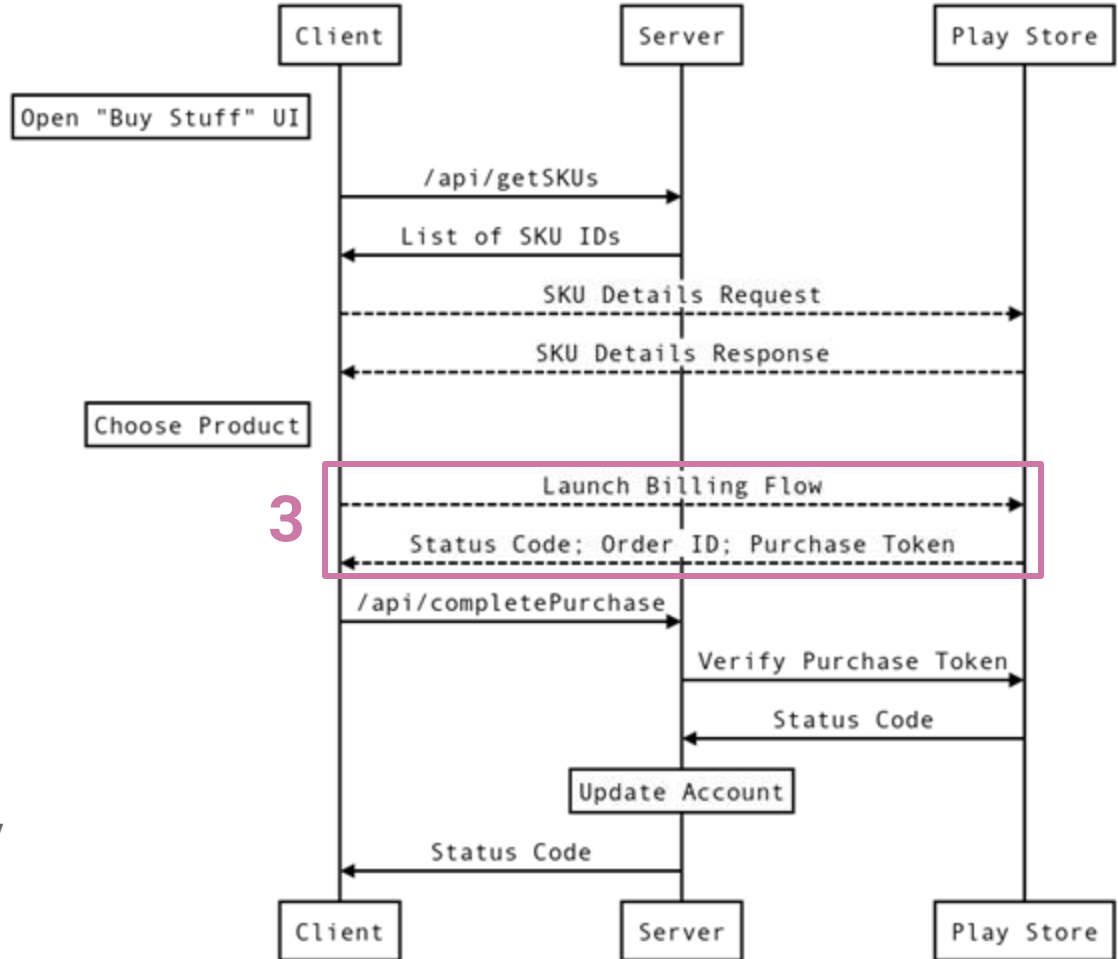 Client
Server
Play Store
Open "Buy Stuff" UI
/api/getSKUs
List of SKU IDs
SKU Details Request
SKU Details Response
Choose Product
Launch Billing Flow
3
Status Code; Order ID; Purchase Token
/api/completePurchase
Verify Purchase Token
Status Code
Update Account
Status Code
Client
Server
Play Store